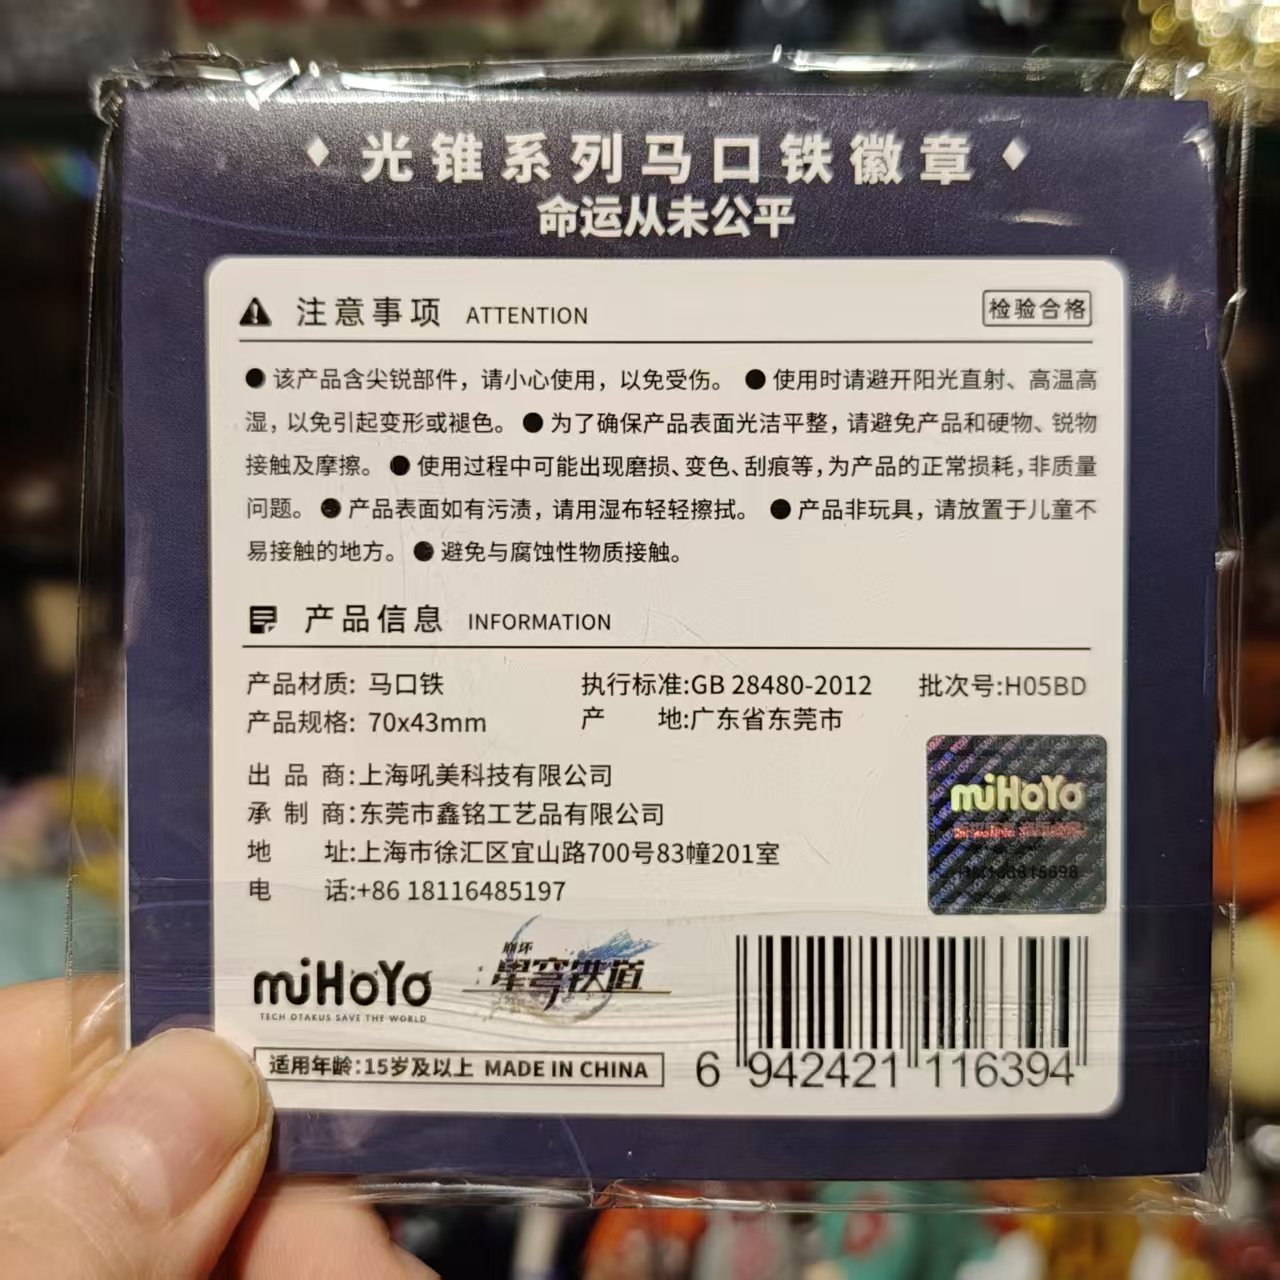 光锥系列马口铁徽章
命运从未公平
注意事项 ATTENTION
检验合格
●该产品含尖锐部件，请小心使用，以免受伤。 ●使用时请避开阳光直射、高温高
湿，以免引起变形或褪色。 ●为了确保产品表面光洁平整，请避免产品和硬物、锐物
接触及摩擦。 ●使用过程中可能出现磨损、变色、刮痕等，为产品的正常损耗，非质量
问题。 ●产品表面如有污渍，请用湿布轻轻擦拭。 ●产品非玩具，请放置于儿童不
易接触的地方。 ●避免与腐蚀性物质接触。
产品信息 INFORMATION
产品材质: 马口铁 执行标准:GB 28480-2012 批次号:H05BD
产品规格: 70x43mm 产 地:广东省东莞市
出品商:上海吼美科技有限公司
承制商:东莞市鑫铭工艺品有限公司
地 址:上海市徐汇区宜山路700号83幢201室
电 话:+86 18116485197
miHoYo
miHoYo
TECH OTAKUS SAVE THE WORLD
崩坏
星穹铁道
适用年龄:15岁及以上 MADE IN CHINA
6 942421 116394